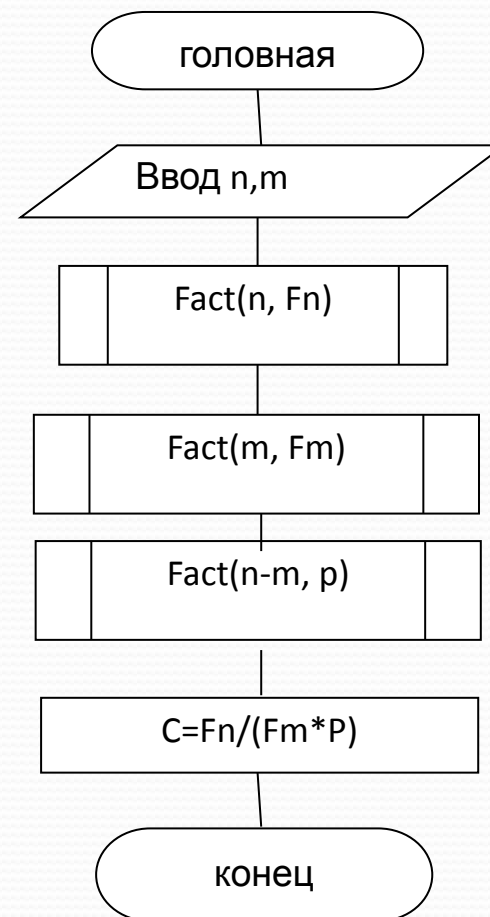 головная
Ввод n,m
Fact(n, Fn)
Fact(m, Fm)
Fact(n-m, p)
C=Fn/(Fm*P)
конец